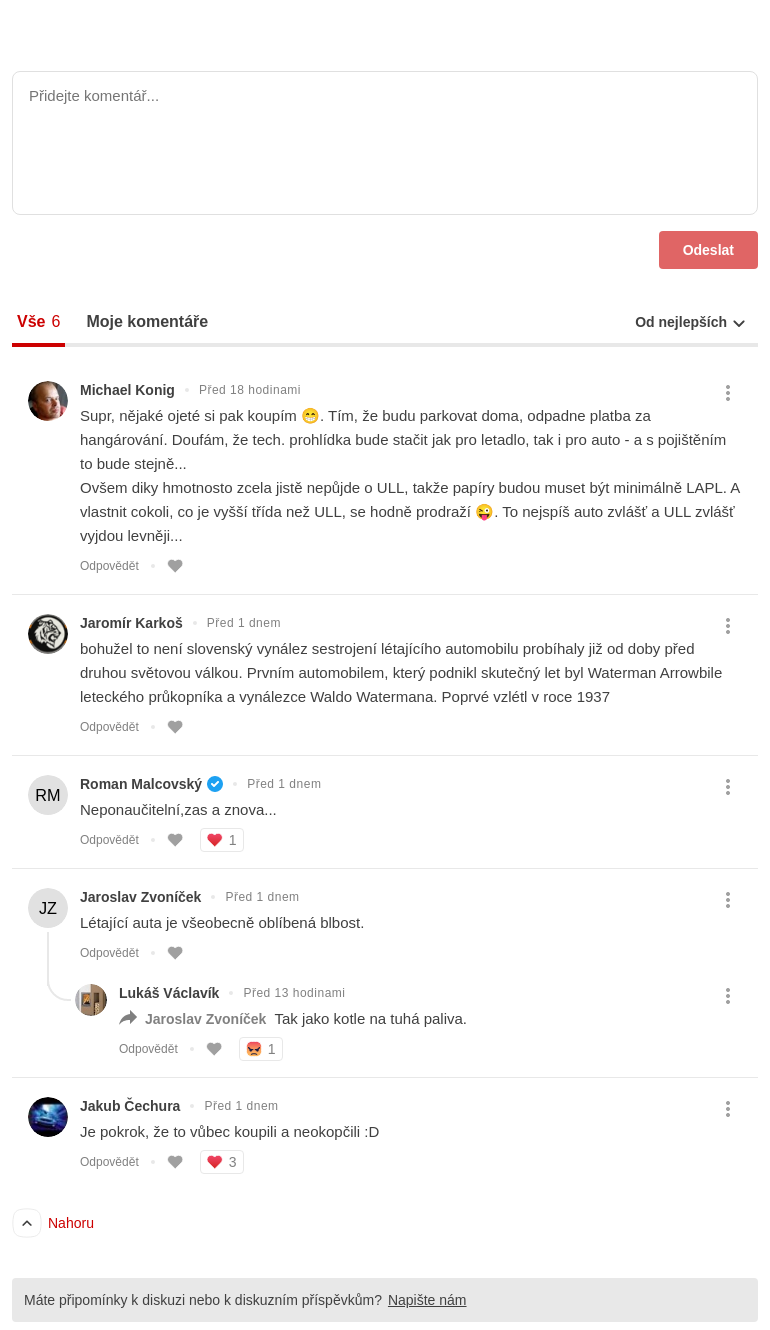 Přidejte komentář...
Odeslat
Vše 6 Moje komentáře Od nejlepších
Michael Konig Před 18 hodinami
Supr, nějaké ojeté si pak koupím 😁. Tím, že budu parkovat doma, odpadne platba za
hangárování. Doufám, že tech. prohlídka bude stačit jak pro letadlo, tak i pro auto - a s pojištěním
to bude stejně...
Ovšem diky hmotnosto zcela jistě nepůjde o ULL, takže papíry budou muset být minimálně LAPL. A
vlastnit cokoli, co je vyšší třída než ULL, se hodně prodraží 😜. To nejspíš auto zvlášť a ULL zvlášť
vyjdou levněji...
Odpovědět
Jaromír Karkoš Před 1 dnem
bohužel to není slovenský vynález sestrojení létajícího automobilu probíhaly již od doby před
druhou světovou válkou. Prvním automobilem, který podnikl skutečný let byl Waterman Arrowbile
leteckého průkopníka a vynálezce Waldo Watermana. Poprvé vzlétl v roce 1937
Odpovědět
RM
Roman Malcovský Před 1 dnem
Neponaučitelní,zas a znova...
Odpovědět 1
JZ
Jaroslav Zvoníček Před 1 dnem
Létající auta je všeobecně oblíbená blbost.
Odpovědět
Lukáš Václavík Před 13 hodinami
Jaroslav Zvoníček Tak jako kotle na tuhá paliva.
Odpovědět 1
Jakub Čechura Před 1 dnem
Je pokrok, že to vůbec koupili a neokopčili :D
Odpovědět 3
Nahoru
Máte připomínky k diskuzi nebo k diskuzním příspěvkům? Napište nám